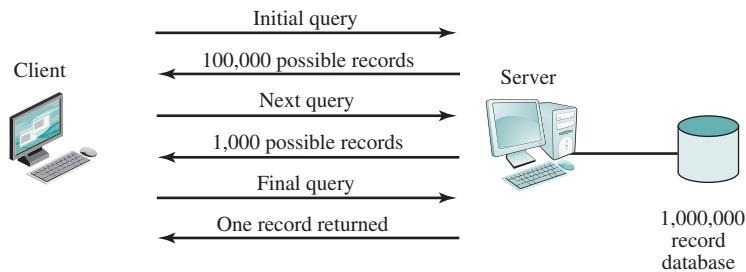 Initial query
100,000 possible records
Client
Server
Next query
1,000 possible records
Final query
One record returned
1,000,000
record
database